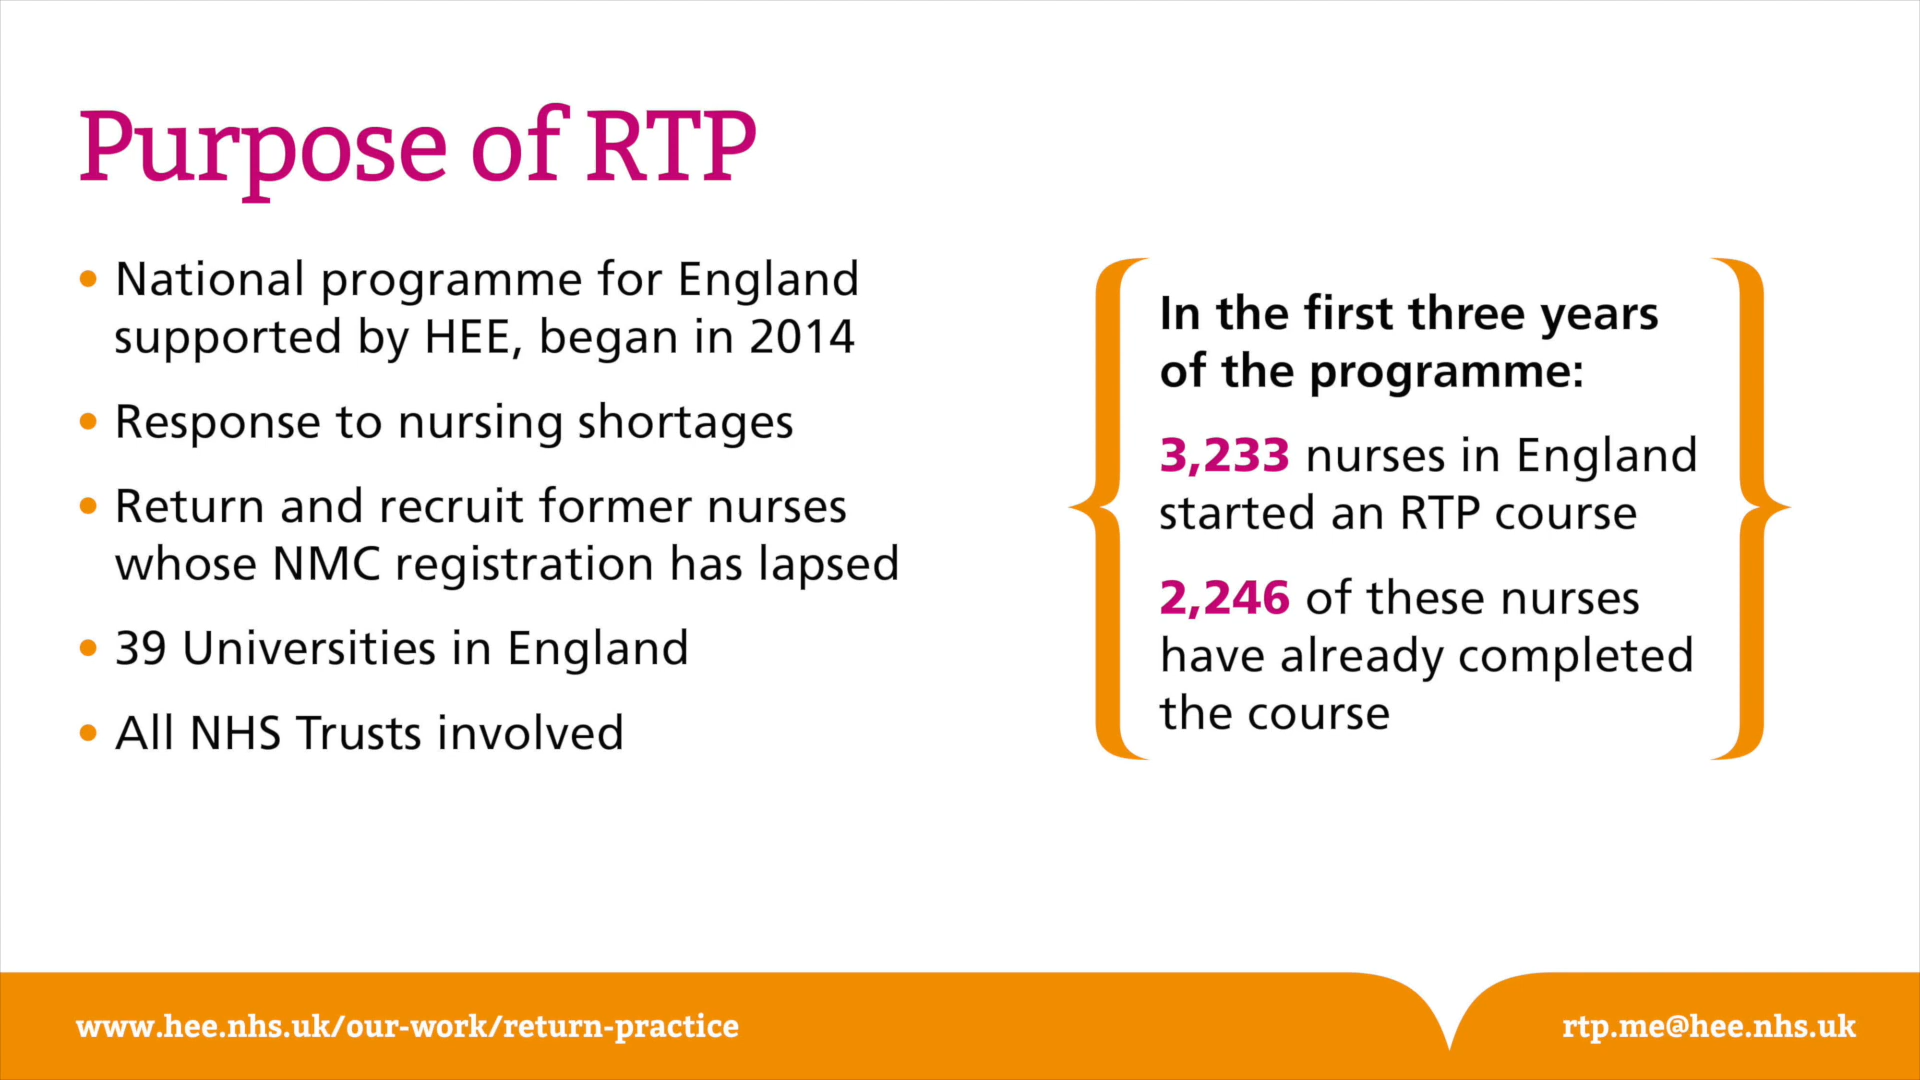 Purpose of RTP
• National programme for England
supported by HEE, began in 2014
• Response to nursing shortages
• Return and recruit former nurses
whose NMC registration has lapsed
• 39 Universities in England
• All NHS Trusts involved
In the first three years
of the programme:
3,233 nurses in England
started an RTP course
2,246 of these nurses
have already completed
the course
www.hee.nhs.uk/our-work/return-practice
rtp.me@hee.nhs.uk